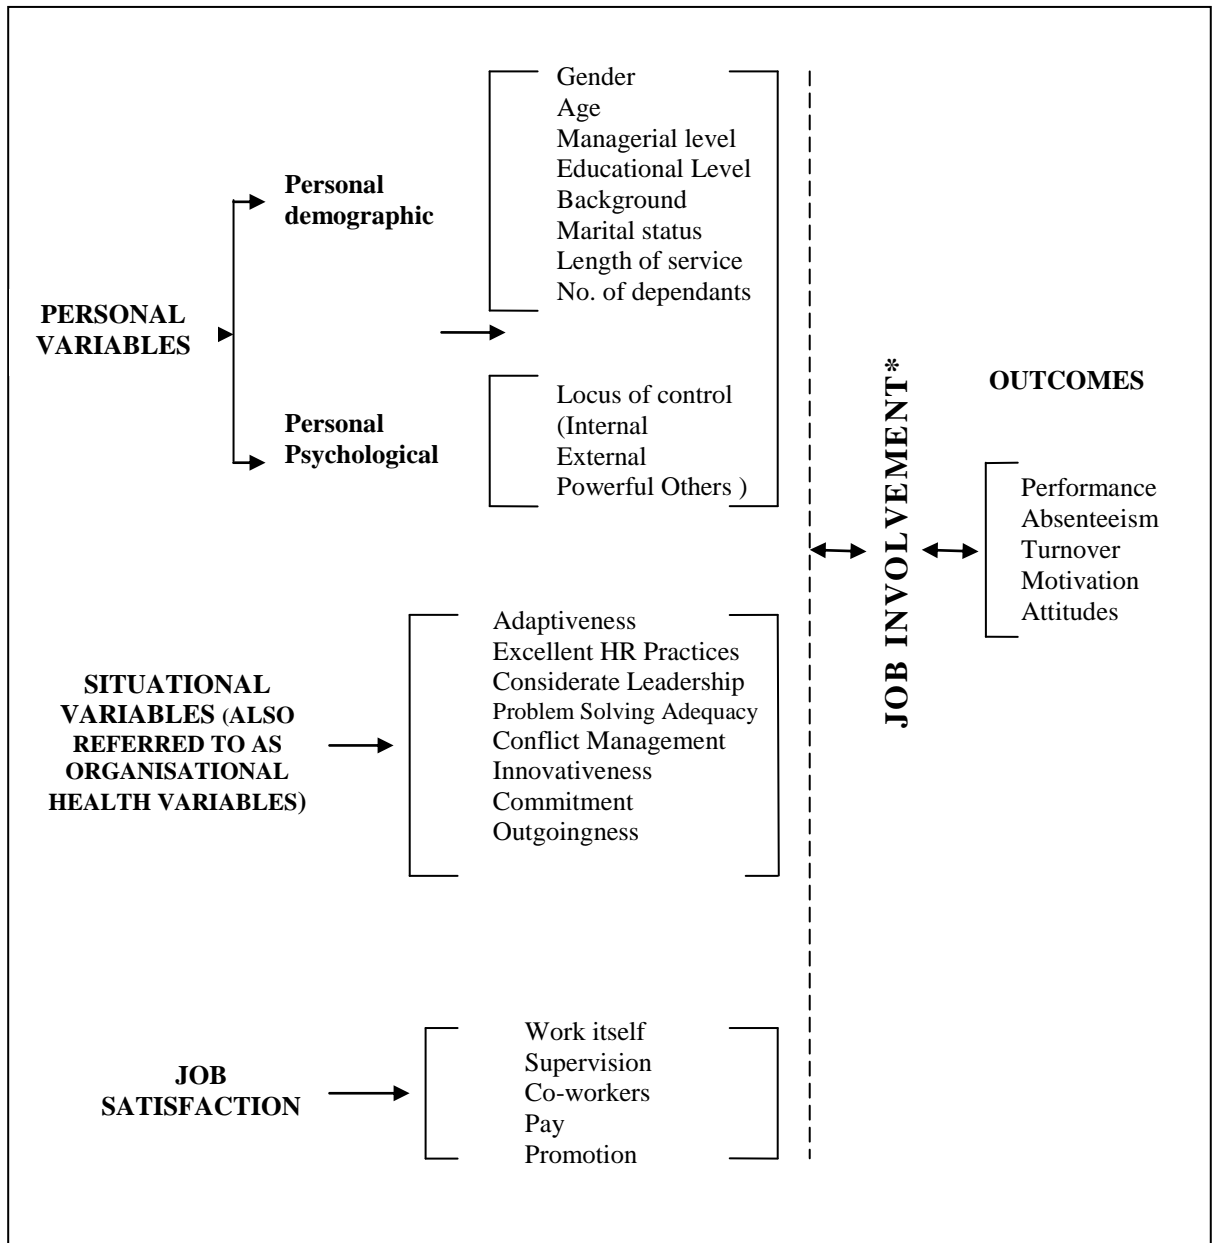 PERSONAL
VARIABLES
Personal
demographic
Gender
Age
Managerial level
Educational Level
Background
Marital status
Length of service
No. of dependants
Personal
Psychological
Locus of control
(Internal
External
Powerful Others )
SITUATIONAL
VARIABLES (ALSO
REFERRED TO AS
ORGANISATIONAL
HEALTH VARIABLES)
Adaptiveness
Excellent HR Practices
Considerate Leadership
Problem Solving Adequacy
Conflict Management
Innovativeness
Commitment
Outgoingness
JOB
SATISFACTION
Work itself
Supervision
Co-workers
Pay
Promotion
JOB INVOLVEMENT*
OUTCOMES
Performance
Absenteeism
Turnover
Motivation
Attitudes